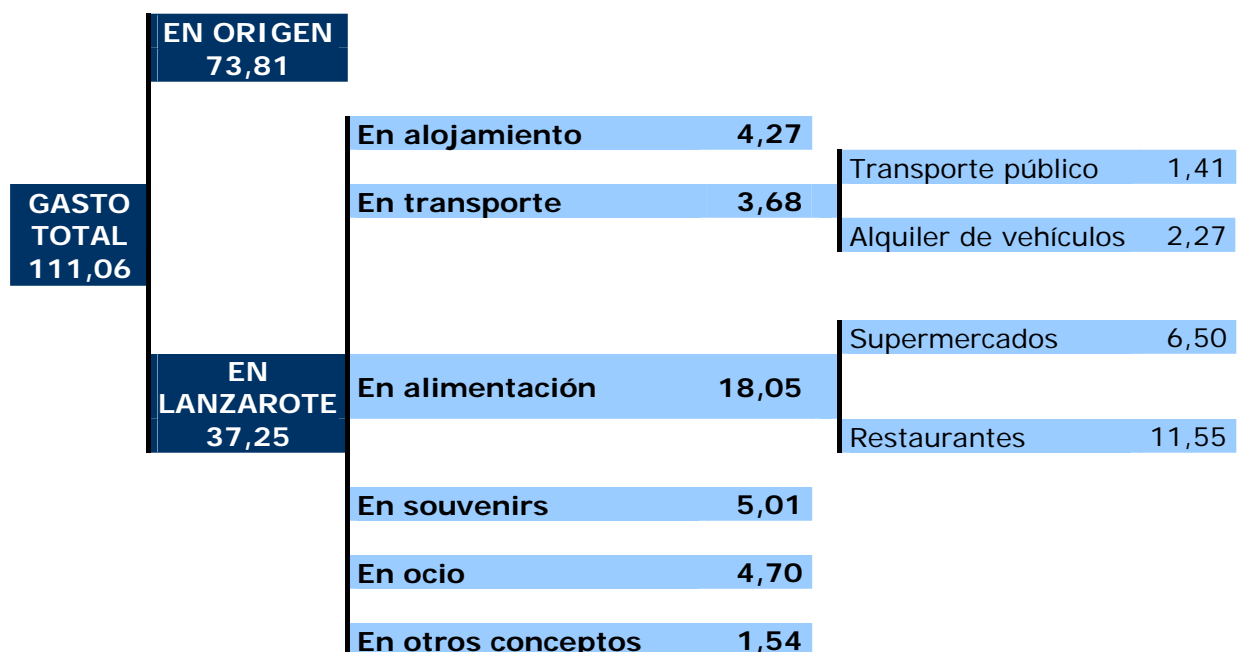 EN ORIGEN
73,81
En alojamiento 4,27
Transporte público 1,41
En transporte 3,68
GASTO
TOTAL
111,06
Alquiler de vehículos 2,27
Supermercados 6,50
EN
LANZAROTE
37,25
En alimentación 18,05
Restaurantes 11,55
En souvenirs 5,01
En ocio 4,70
En otros conceptos 1,54